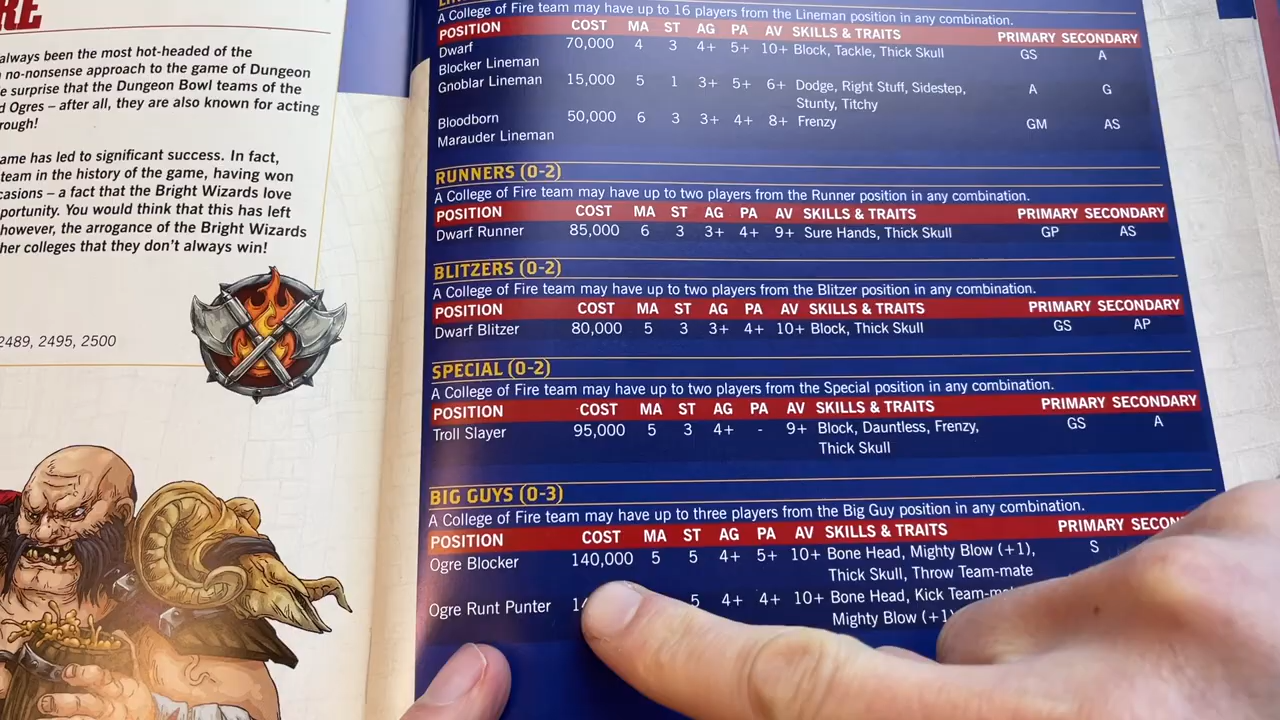 RE
always been the most hot-headed of the
no-nonsense approach to the game of Dungeon
surprise that the Dungeon Bowl teams of the
d Ogres – after all, they are also known for acting
rough!
ame has led to significant success. In fact,
team in the history of the game, having won
casions – a fact that the Bright Wizards love
portunity. You would think that this has left
however, the arrogance of the Bright Wizards
her colleges that they don't always win!
2489, 2495, 2500
A College of Fire team may have up to 16 players from the Lineman position in any combination.
POSITION COST MA ST AG PA AV SKILLS & TRAITS PRIMARY SECONDARY
Dwarf 70,000 4 3 4+ 5+ 10+ Block, Tackle, Thick Skull GS A
Blocker Lineman
Gnoblar Lineman 15,000 5 1 3+ 5+ 6+ Dodge, Right Stuff, Sidestep, A G
Stunty, Titchy
Bloodborn 50,000 6 3 3+ 4+ 8+ Frenzy GM AS
Marauder Lineman
RUNNERS (0-2)
A College of Fire team may have up to two players from the Runner position in any combination.
POSITION COST MA ST AG PA AV SKILLS & TRAITS PRIMARY SECONDARY
Dwarf Runner 85,000 6 3 3+ 4+ 9+ Sure Hands, Thick Skull GP AS
BLITZERS (0-2)
A College of Fire team may have up to two players from the Blitzer position in any combination.
POSITION COST MA ST AG PA AV SKILLS & TRAITS PRIMARY SECONDARY
Dwarf Blitzer 80,000 5 3 3+ 4+ 10+ Block, Thick Skull GS AP
SPECIAL (0-2)
A College of Fire team may have up to two players from the Special position in any combination.
POSITION COST MA ST AG PA AV SKILLS & TRAITS PRIMARY SECONDARY
Troll Slayer 95,000 5 3 4+ - 9+ Block, Dauntless, Frenzy, GS A
Thick Skull
BIG GUYS (0-3)
A College of Fire team may have up to three players from the Big Guy position in any combination.
POSITION COST MA ST AG PA AV SKILLS & TRAITS PRIMARY SECON
Ogre Blocker 140,000 5 5 4+ 5+ 10+ Bone Head, Mighty Blow (+1), S
Thick Skull, Throw Team-mate
Ogre Runt Punter 14 5 4+ 4+ 10+ Bone Head, Kick Team-m
Mighty Blow (+1)